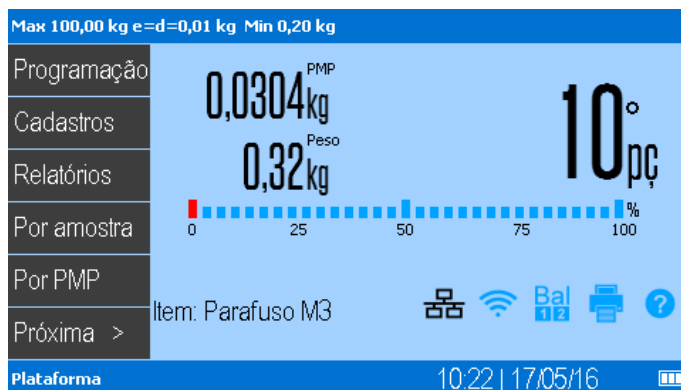 Max 100,00 kg e=d=0,01 kg Min 0,20 kg
Programação
Cadastros
Relatórios
Por amostra
Por PMP
Próxima >
PMP
0,0304kg
Peso
0,32kg
10° pç
%
0 25 50 75 100
Item: Parafuso M3
Bal
1 2
?
Plataforma
10:22 | 17/05/16